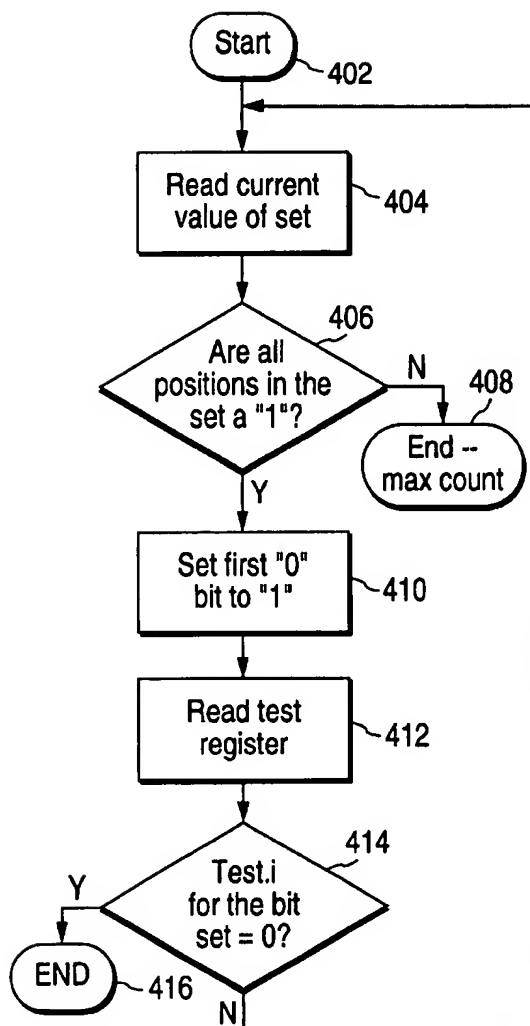 Start
402
Read current
value of set
404
406
Are all
positions in the
set a "1"?
N
408
End --
max count
Y
Set first "0"
bit to "1"
410
Read test
register
412
414
Test.i
for the bit
set = 0?
Y
END
416
N